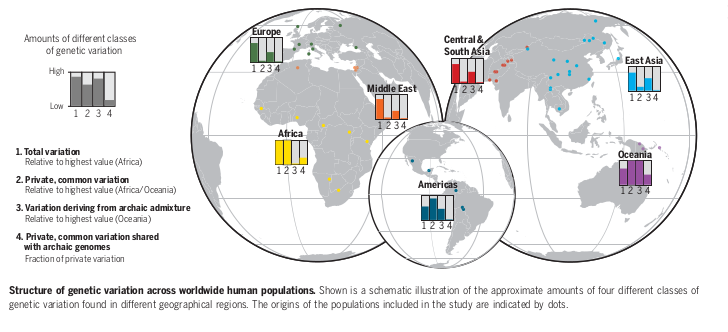 Amounts of different classes
of genetic variation
High
Low
1 2 3 4
1. Total variation
Relative to highest value (Africa)
2. Private, common variation
Relative to highest value (Africa/Oceania)
3. Variation deriving from archaic admixture
Relative to highest value (Oceania)
4. Private, common variation shared
with archaic genomes
Fraction of private variation
Europe
1 2 3 4
Middle East
1 2 3 4
Africa
1 2 3 4
Central &
South Asia
1 2 3 4
East Asia
1 2 3 4
Oceania
1 2 3 4
Americas
1 2 3 4
Structure of genetic variation across worldwide human populations. Shown is a schematic illustration of the approximate amounts of four different classes of
genetic variation found in different geographical regions. The origins of the populations included in the study are indicated by dots.